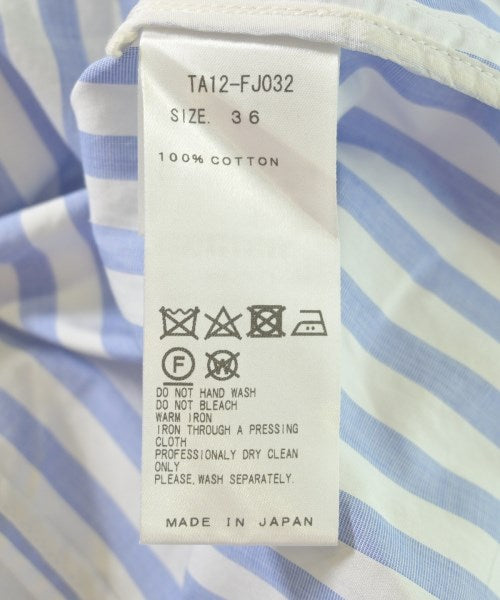 TA12-FJ032
SIZE. 36
100% COTTON
F W
DO NOT HAND WASH
DO NOT BLEACH
WARM IRON
IRON THROUGH A PRESSING
CLOTH
PROFESSIONALY DRY CLEAN
ONLY
PLEASE,WASH SEPARATELY.
MADE IN JAPAN